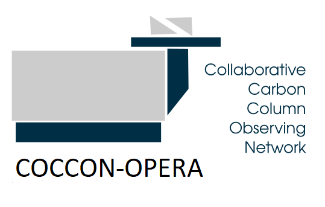 Collaborative
Carbon
Column
Observing
Network
COCCON-OPERA